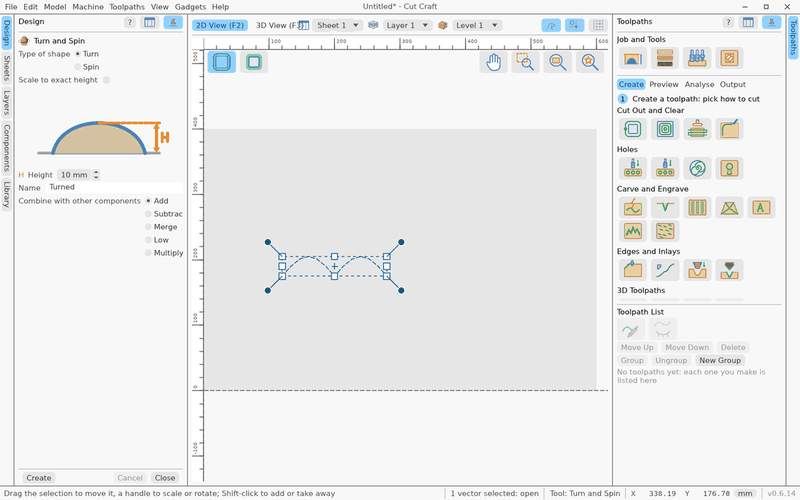 Untitled* - Cut Craft
File Edit Model Machine Toolpaths View Gadgets Help
Design
Sheets
Layers
Components
Library
Design ?
Turn and Spin
Type of shape Turn
Spin
Scale to exact height
H
H Height 10 mm
Name Turned
Combine with other components Add
Subtrac
Merge
Low
Multiply
Create Cancel Close
2D View (F2) 3D View (F3 Sheet 1 Layer 1 Level 1
100 200 300 400 500 600
500
400
300
200
100
0
-100
Toolpaths ?
Toolpaths
Job and Tools
Create Preview Analyse Output
1 Create a toolpath: pick how to cut
Cut Out and Clear
Holes
Carve and Engrave
A
Edges and Inlays
3D Toolpaths
Toolpath List
Move Up Move Down Delete
Group Ungroup New Group
No toolpaths yet; each one you make is
listed here
Drag the selection to move it, a handle to scale or rotate; Shift-click to add or take away 1 vector selected: open Tool: Turn and Spin X 338.19 Y 176.70 mm v0.6.14